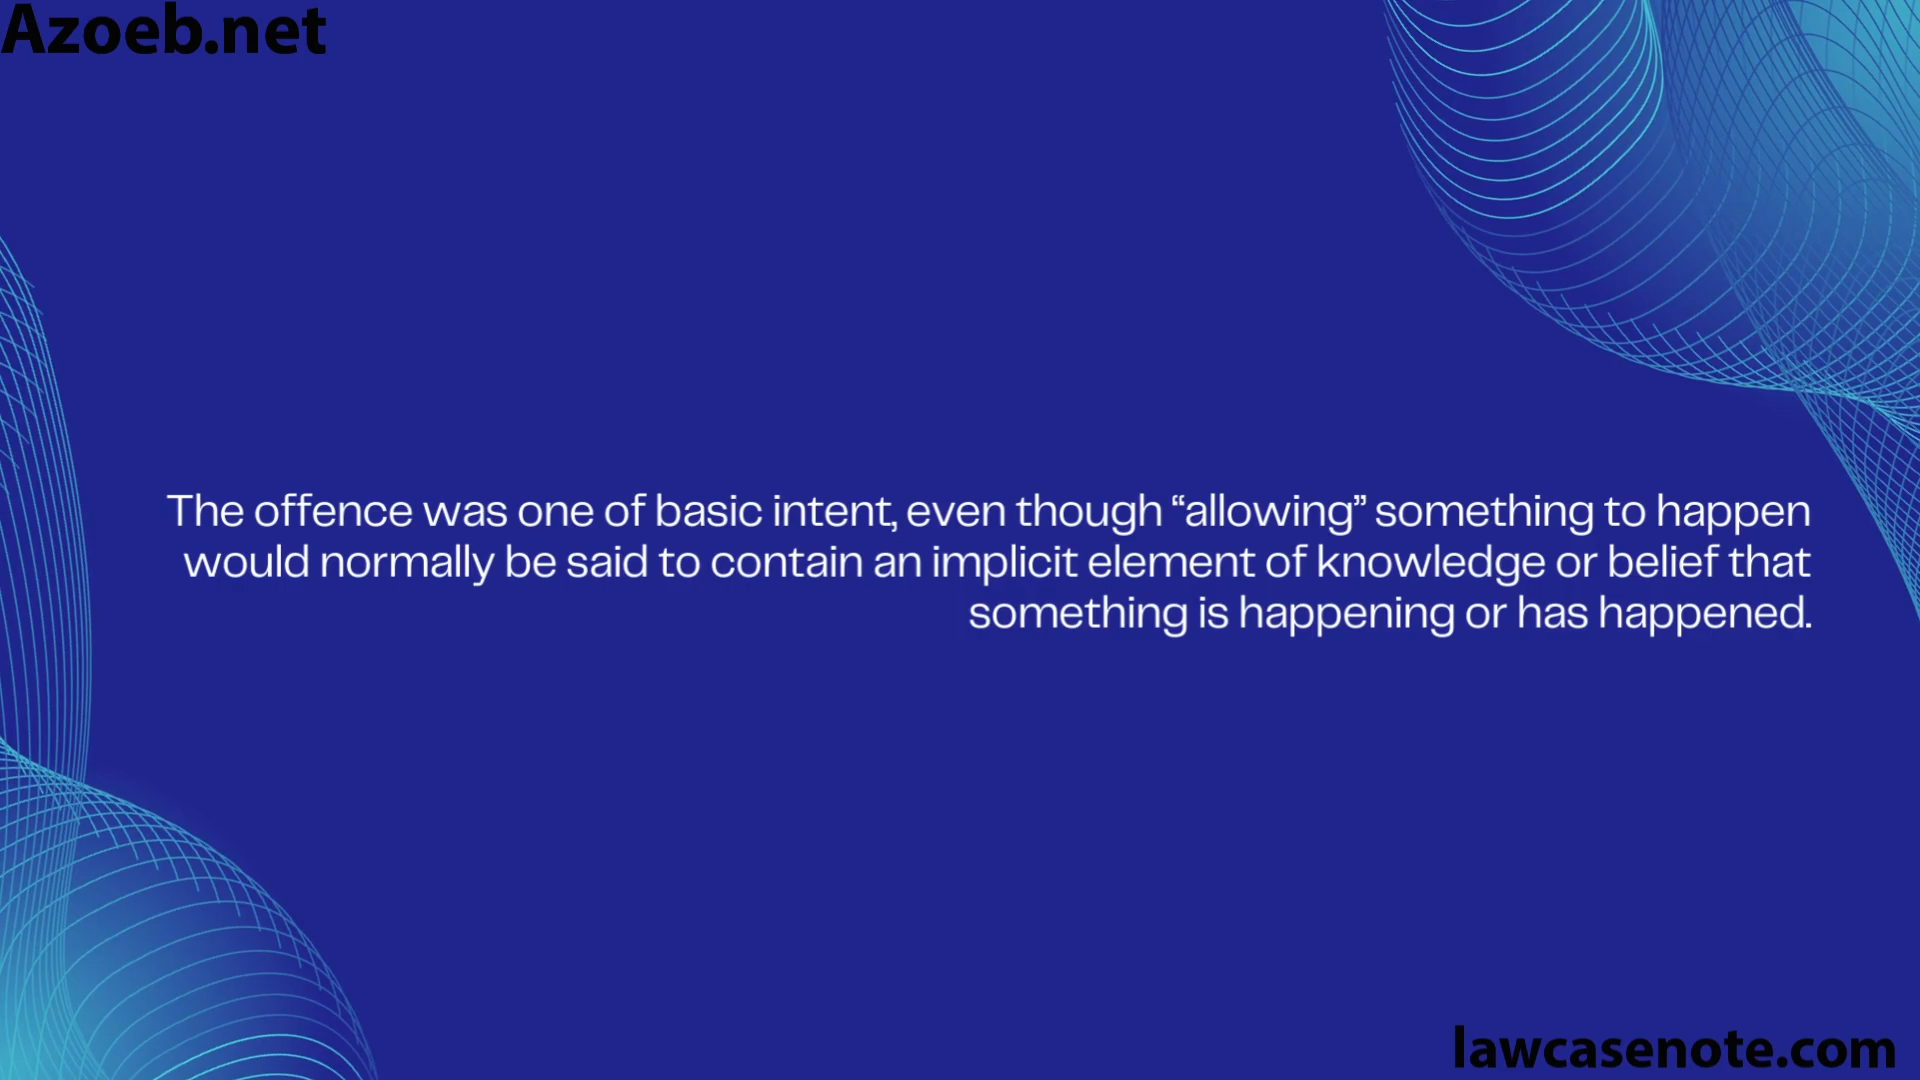 Azoeb.net
The offence was one of basic intent, even though “allowing” something to happen
would normally be said to contain an implicit element of knowledge or belief that
something is happening or has happened.
lawcasenote.com